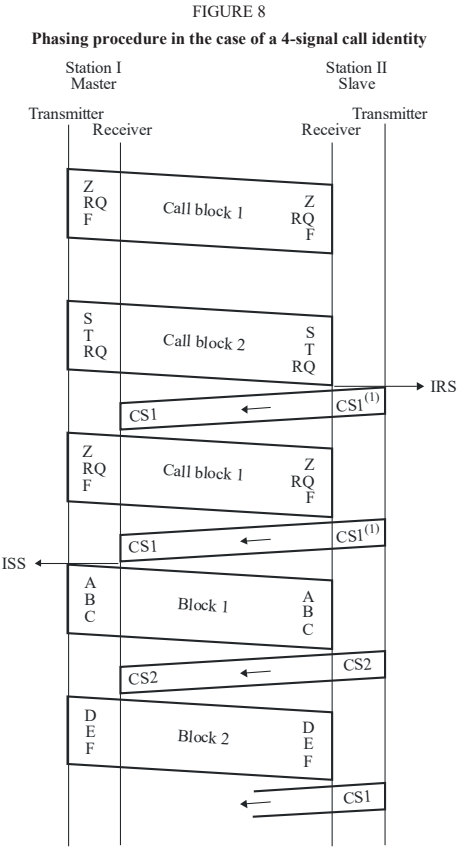 FIGURE 8
Phasing procedure in the case of a 4-signal call identity
Station I
Master
Station II
Slave
Transmitter
Receiver
Receiver
Transmitter
Z
RQ
F
Call block 1
Z
RQ
F
S
T
RQ
Call block 2
S
T
RQ
IRS
CS1
CS1(1)
Z
RQ
F
Call block 1
Z
RQ
F
CS1
CS1(1)
ISS
A
B
C
Block 1
A
B
C
CS2
CS2
D
E
F
Block 2
D
E
F
CS1